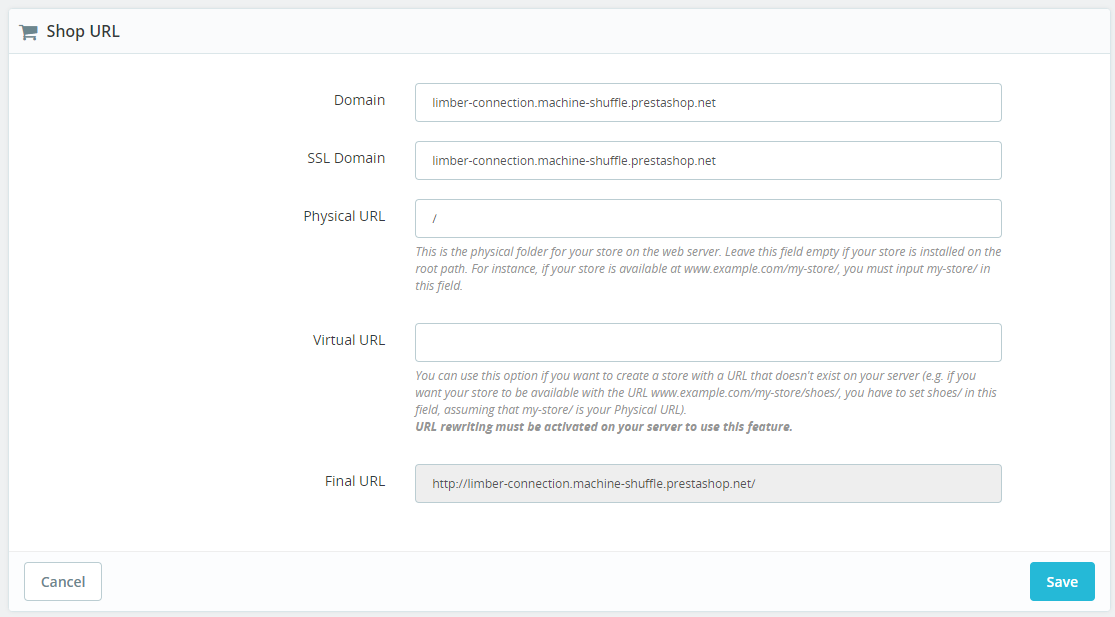 Shop URL
Domain
limber-connection.machine-shuffle.prestashop.net
SSL Domain
limber-connection.machine-shuffle.prestashop.net
Physical URL
/
This is the physical folder for your store on the web server. Leave this field empty if your store is installed on the
root path. For instance, if your store is available at www.example.com/my-store/, you must input my-store/ in
this field.
Virtual URL
You can use this option if you want to create a store with a URL that doesn't exist on your server (e.g. if you
want your store to be available with the URL www.example.com/my-store/shoes/, you have to set shoes/ in this
field, assuming that my-store/ is your Physical URL).
URL rewriting must be activated on your server to use this feature.
Final URL
http://limber-connection.machine-shuffle.prestashop.net/
Cancel
Save